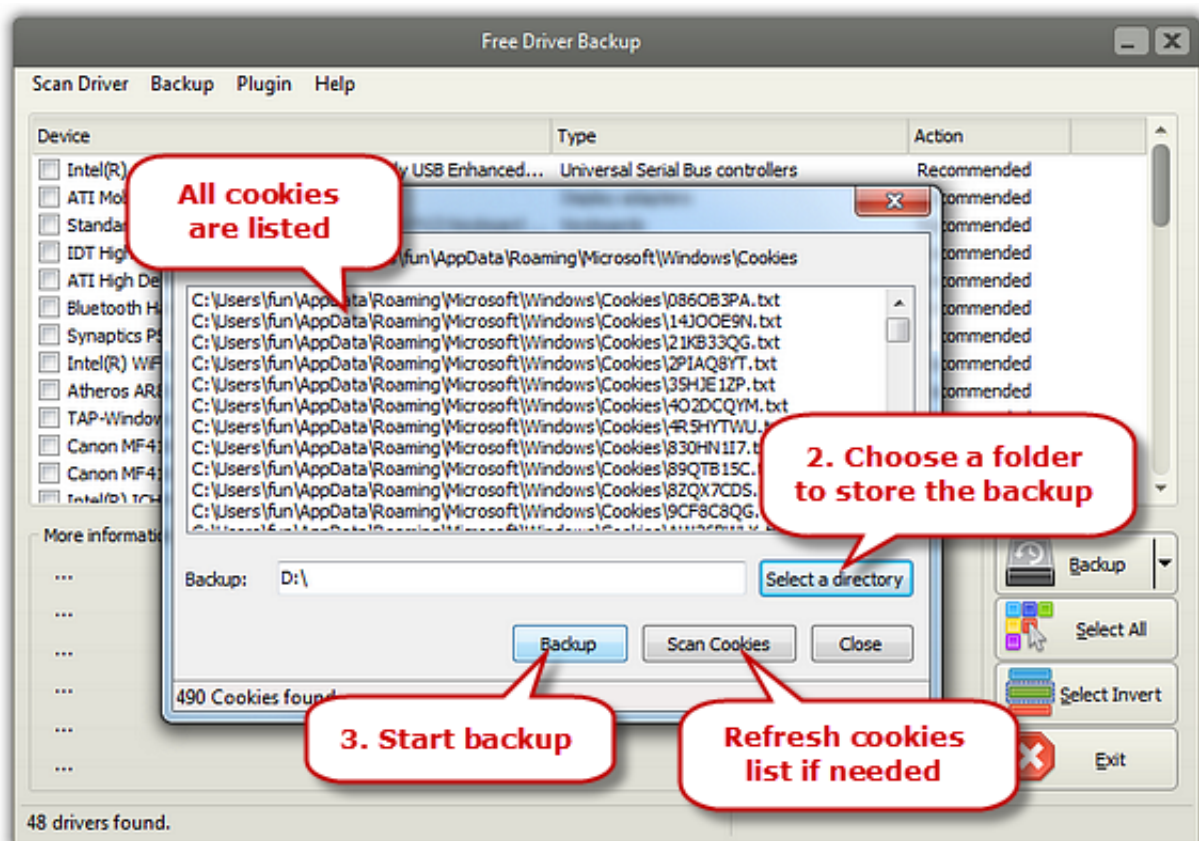 Free Driver Backup
Scan Driver Backup Plugin Help
Device Type Action
Intel(R) USB Enhanced... Universal Serial Bus controllers Recommended
ATI Mob
Standar
IDT High
ATI High De
Bluetooth Ha
Synaptics PS
Intel(R) WiF
Atheros AR8
TAP-Window
Canon MF41
Canon MF41
All cookies
are listed
\fun\AppData\Roaming\Microsoft\Windows\Cookies
C:\Users\fun\AppData\Roaming\Microsoft\Windows\Cookies\086OB3PA.txt
C:\Users\fun\AppData\Roaming\Microsoft\Windows\Cookies\14JOOE9N.txt
C:\Users\fun\AppData\Roaming\Microsoft\Windows\Cookies\21KB33QG.txt
C:\Users\fun\AppData\Roaming\Microsoft\Windows\Cookies\2PIAQ8YT.txt
C:\Users\fun\AppData\Roaming\Microsoft\Windows\Cookies\3SHJE1ZP.txt
C:\Users\fun\AppData\Roaming\Microsoft\Windows\Cookies\4O2DCQYM.txt
C:\Users\fun\AppData\Roaming\Microsoft\Windows\Cookies\4R5HYTWU.t
C:\Users\fun\AppData\Roaming\Microsoft\Windows\Cookies\830HN1I7.t
C:\Users\fun\AppData\Roaming\Microsoft\Windows\Cookies\89QTB15C.
C:\Users\fun\AppData\Roaming\Microsoft\Windows\Cookies\8ZQX7CDS.
C:\Users\fun\AppData\Roaming\Microsoft\Windows\Cookies\9CF8C8QG.
2. Choose a folder
to store the backup
More informatio
Backup: D:\ Select a directory
Backup Scan Cookies Close
490 Cookies found
3. Start backup
Refresh cookies
list if needed
Backup
Select All
Select Invert
Exit
48 drivers found.